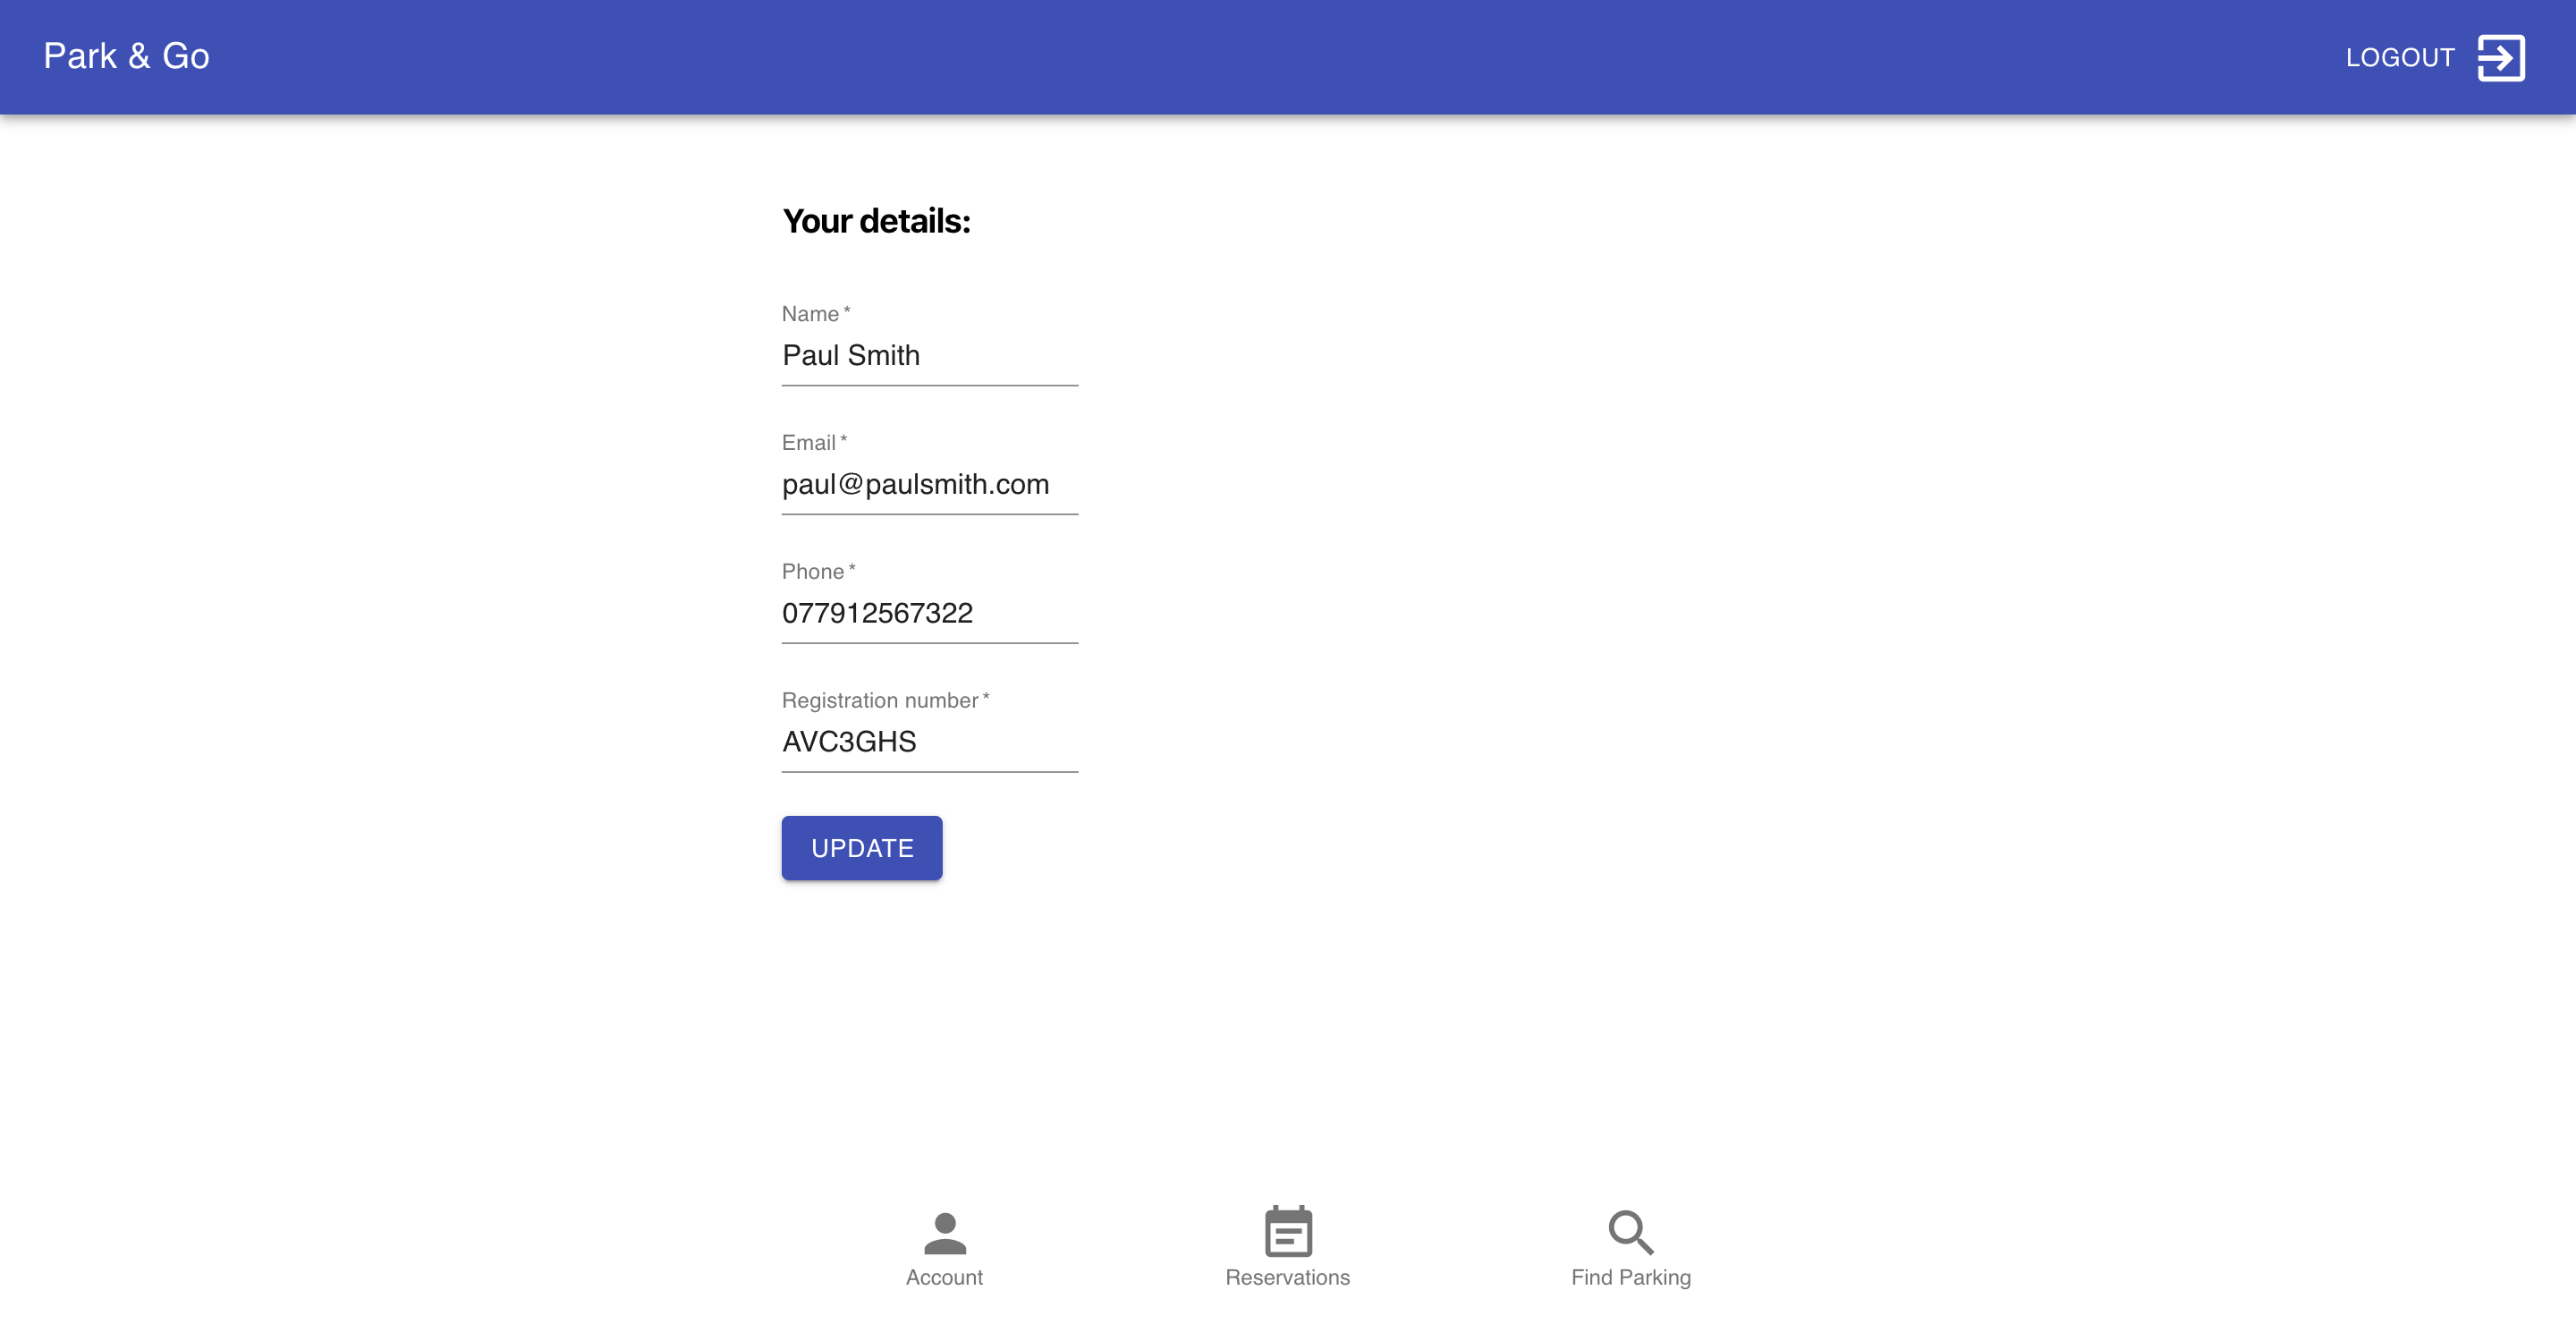 Park & Go
LOGOUT
Your details:
Name *
Paul Smith
Email *
paul@paulsmith.com
Phone *
077912567322
Registration number *
AVC3GHS
UPDATE
Account
Reservations
Find Parking